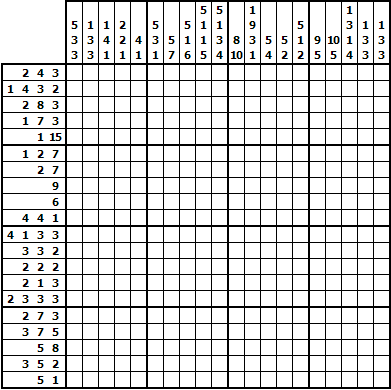 5 5 1 1
5 1 1 2 5 5 1 1 9 5 3 1 1
3 3 4 2 4 3 5 1 1 3 8 3 5 5 1 9 10 1 3 3
3 3 1 1 1 1 7 6 5 4 10 1 4 2 2 5 5 4 3 3
2 4 3
1 4 3 2
2 8 3
1 7 3
1 15
1 2 7
2 7
9
6
4 4 1
4 1 3 3
3 3 2
2 2 2
2 1 3
2 3 3 3
2 7 3
3 7 5
5 8
3 5 2
5 1